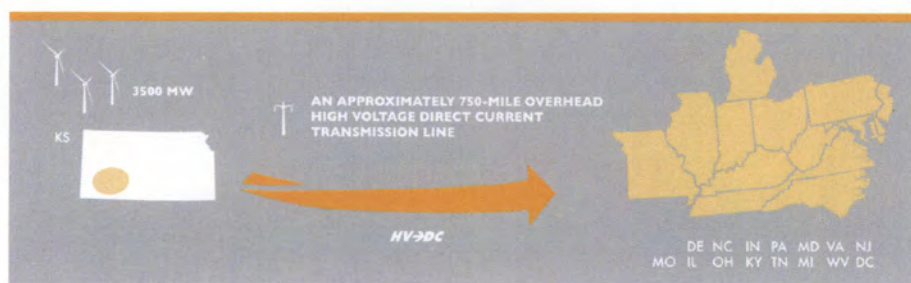 3500 MW
KS
AN APPROXIMATELY 750-MILE OVERHEAD
HIGH VOLTAGE DIRECT CURRENT
TRANSMISSION LINE
HV→DC
DE NC IN PA MD VA NJ
MO IL OH KY TN MI WV DC